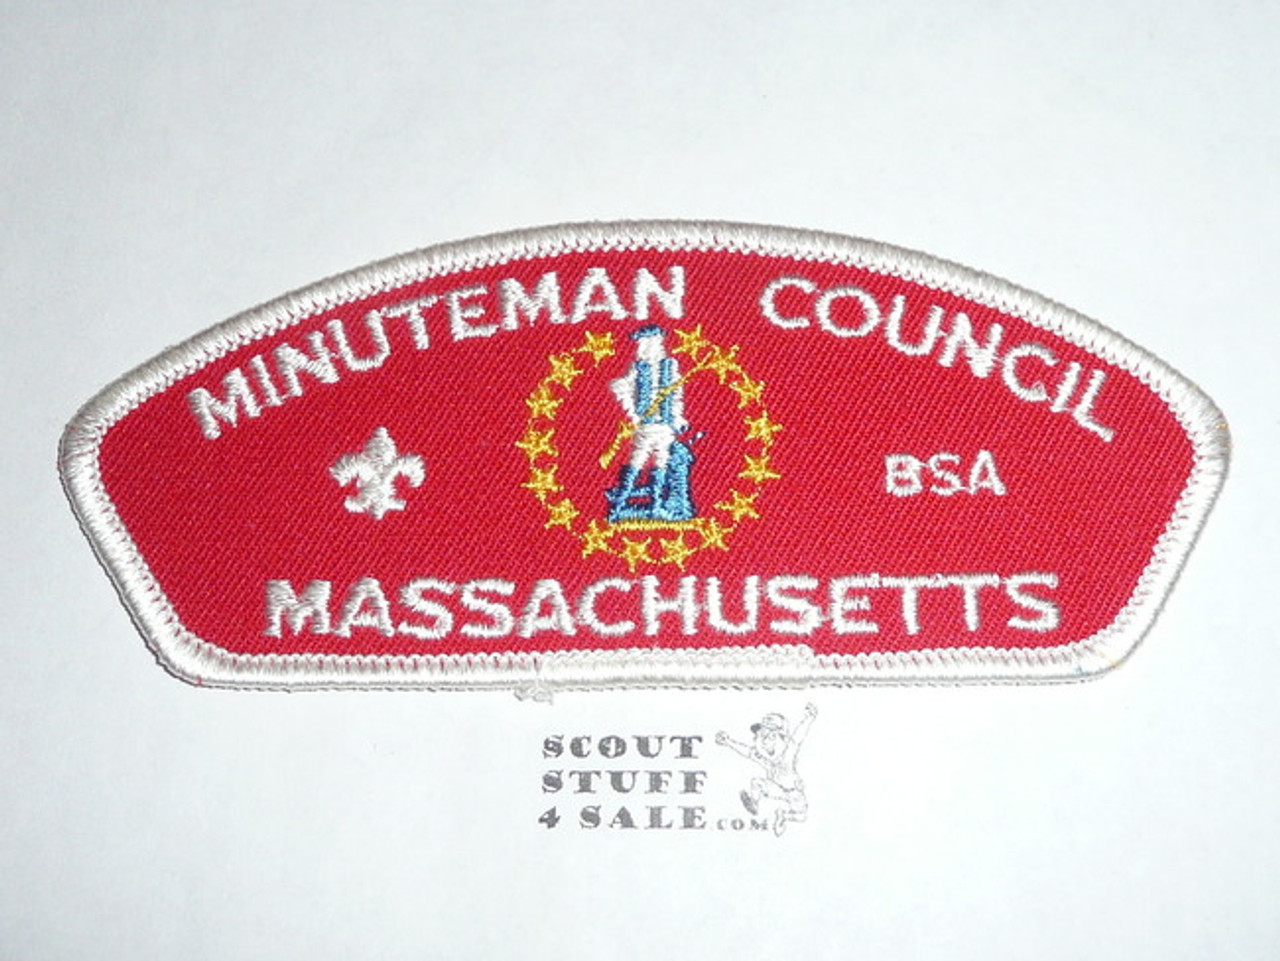 MINUTEMAN COUNCIL
BSA
MASSACHUSETTS
SCOUT
STUFF
4 SALE.COM